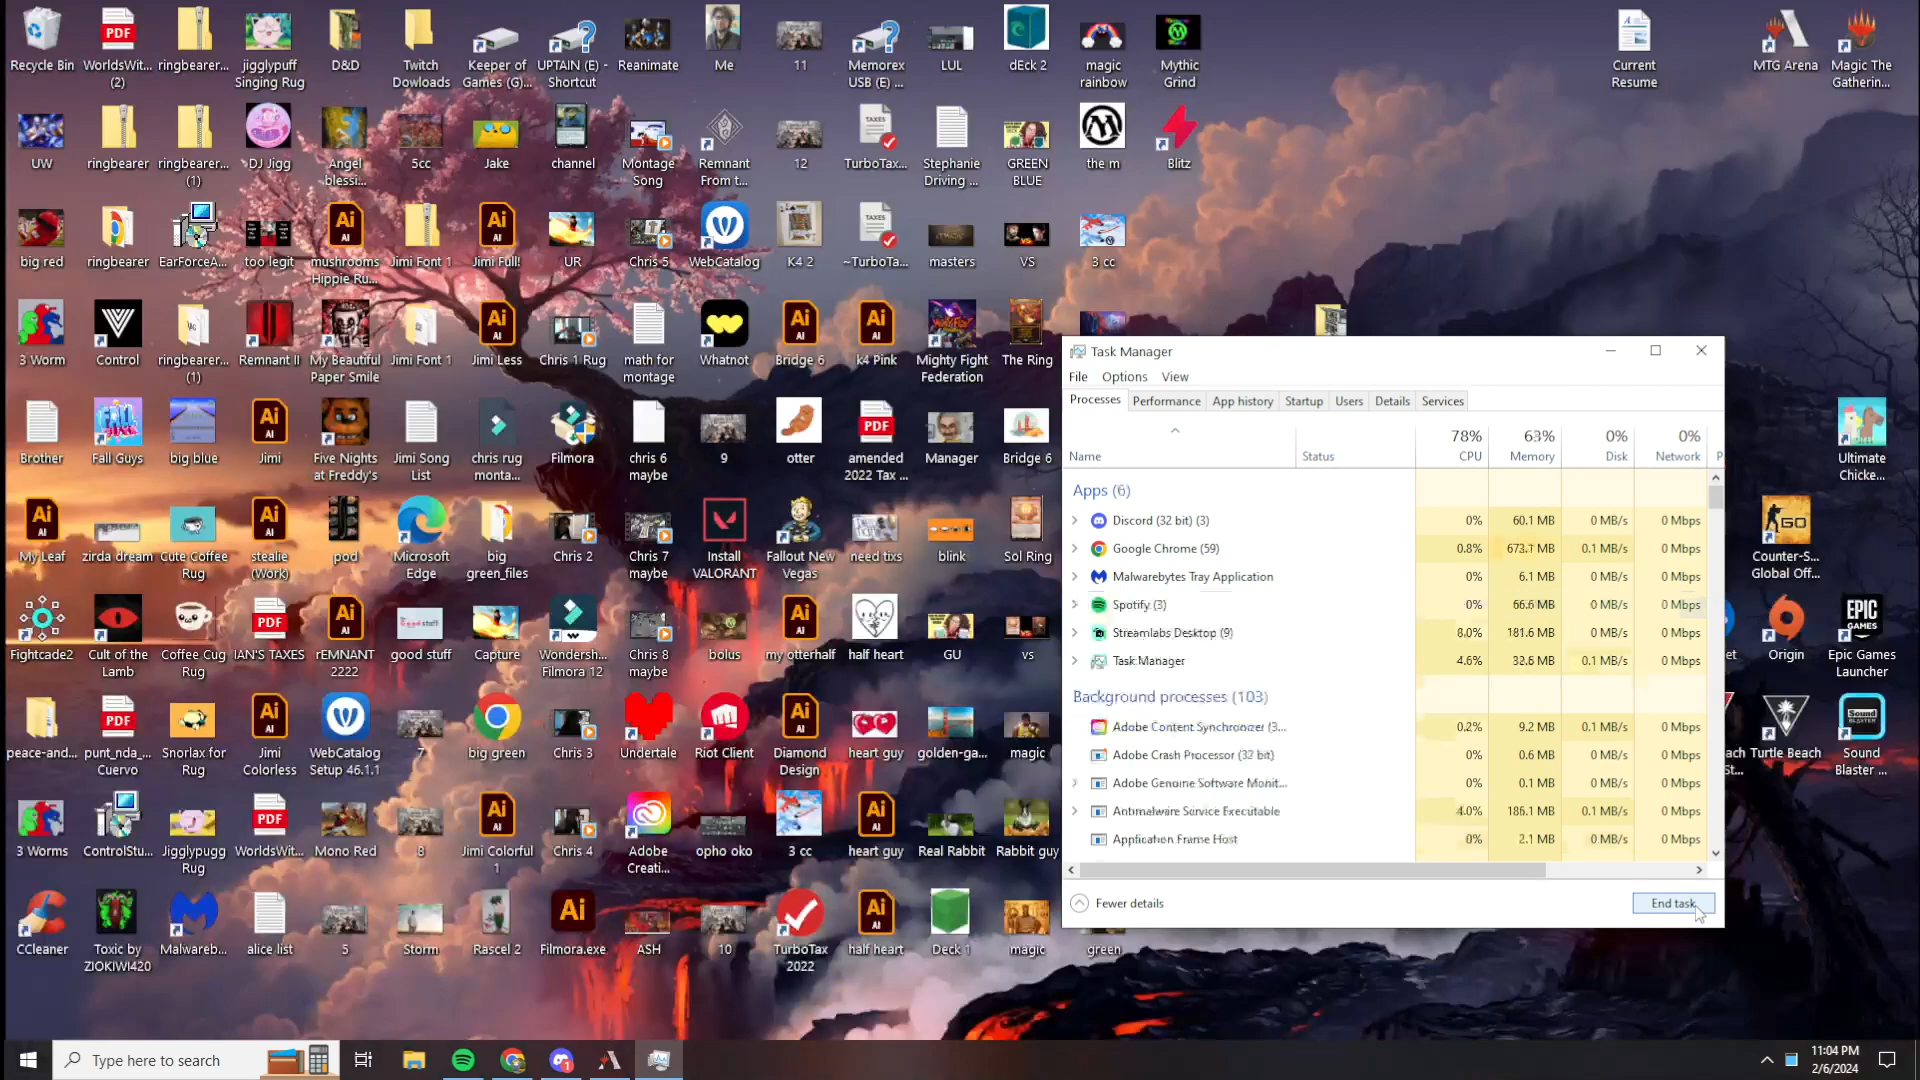 Recycle Bin
WorldsWit...
(2)
ringbearer...
jigglypuff
Singing Rug
D&D
Twitch
Dowloads
Keeper of
Games (G)...
UPTAIN (E) -
Shortcut
Reanimate
Me
11
Memorex
USB (E) ...
LUL
dEck 2
magic
rainbow
Mythic
Grind
Current
Resume
MTG Arena
Magic The
Gatherin...
UW
ringbearer
ringbearer...
(1)
DJ Jigg
Angel
blessi...
5cc
Jake
channel
Montage
Song
Remnant
From t...
12
TurboTax...
Stephanie
Driving ...
GREEN
BLUE
the m
Blitz
big red
ringbearer
EarForceA...
too legit
mushrooms
Hippie Ru...
Jimi Font 1
Jimi Full!
UR
Chris 5
WebCatalog
K4 2
~TurboTa...
masters
VS
3 cc
3 Worm
Control
ringbearer...
(1)
Remnant II
My Beautiful
Paper Smile
Jimi Font 1
Jimi Less
Chris 1 Rug
math for
montage
Whatnot
Bridge 6
k4 Pink
Mighty Fight
Federation
The Ring
Brother
Fall Guys
big blue
Jimi
Five Nights
at Freddy's
Jimi Song
List
chris rug
monta...
Filmora
chris 6
maybe
9
otter
amended
2022 Tax ...
Manager
Bridge 6
Ultimate
Chicke...
My Leaf
zirda dream
Cute Coffee
Rug
stealie
(Work)
pod
Microsoft
Edge
big
green_files
Chris 2
Chris 7
maybe
Install
VALORANT
Fallout New
Vegas
need tixs
blink
Sol Ring
Counter-S...
Global Off...
Fightcade2
Cult of the
Lamb
Coffee Cug
Rug
IAN'S TAXES
rEMNANT
2222
good stuff
Capture
Wondersh...
Filmora 12
Chris 8
maybe
bolus
my otterhalf
half heart
GU
vs
et
Origin
Epic Games
Launcher
peace-and...
punt_nda_...
Cuervo
Snorlax for
Rug
Jimi
Colorless
WebCatalog
Setup 46.1.1
7
big green
Chris 3
Undertale
Riot Client
Diamond
Design
heart guy
golden-ga...
magic
each
St...
Turtle Beach
Sound
Blaster ...
3 Worms
ControlStu...
Jigglypugg
Rug
WorldsWit...
Mono Red
8
Jimi Colorful
1
Chris 4
Adobe
Creati...
opho oko
3 cc
heart guy
Real Rabbit
Rabbit guy
CCleaner
Toxic by
ZIOKIWI420
Malwareb...
alice list
5
Storm
Rascel 2
Filmora.exe
ASH
10
TurboTax
2022
half heart
Deck 1
magic
green
Task Manager
File Options View
Processes Performance App history Startup Users Details Services
78% 63% 0% 0%
Name Status CPU Memory Disk Network P
Apps (6)
Discord (32 bit) (3) 0% 60.1 MB 0 MB/s 0 Mbps
Google Chrome (59) 0.8% 673.7 MB 0.1 MB/s 0 Mbps
Malwarebytes Tray Application 0% 6.1 MB 0 MB/s 0 Mbps
Spotify (3) 0% 66.6 MB 0 MB/s 0 Mbps
Streamlabs Desktop (9) 8.0% 181.6 MB 0 MB/s 0 Mbps
Task Manager 4.6% 32.6 MB 0.1 MB/s 0 Mbps
Background processes (103)
Adobe Content Synchronizer (3... 0.2% 9.2 MB 0.1 MB/s 0 Mbps
Adobe Crash Processor (32 bit) 0% 0.6 MB 0 MB/s 0 Mbps
Adobe Genuine Software Monit... 0% 0.1 MB 0 MB/s 0 Mbps
Antimalware Service Executable 4.0% 186.1 MB 0.1 MB/s 0 Mbps
Application Frame Host 0% 2.1 MB 0 MB/s 0 Mbps
Fewer details
End task
Type here to search
11:04 PM
2/6/2024